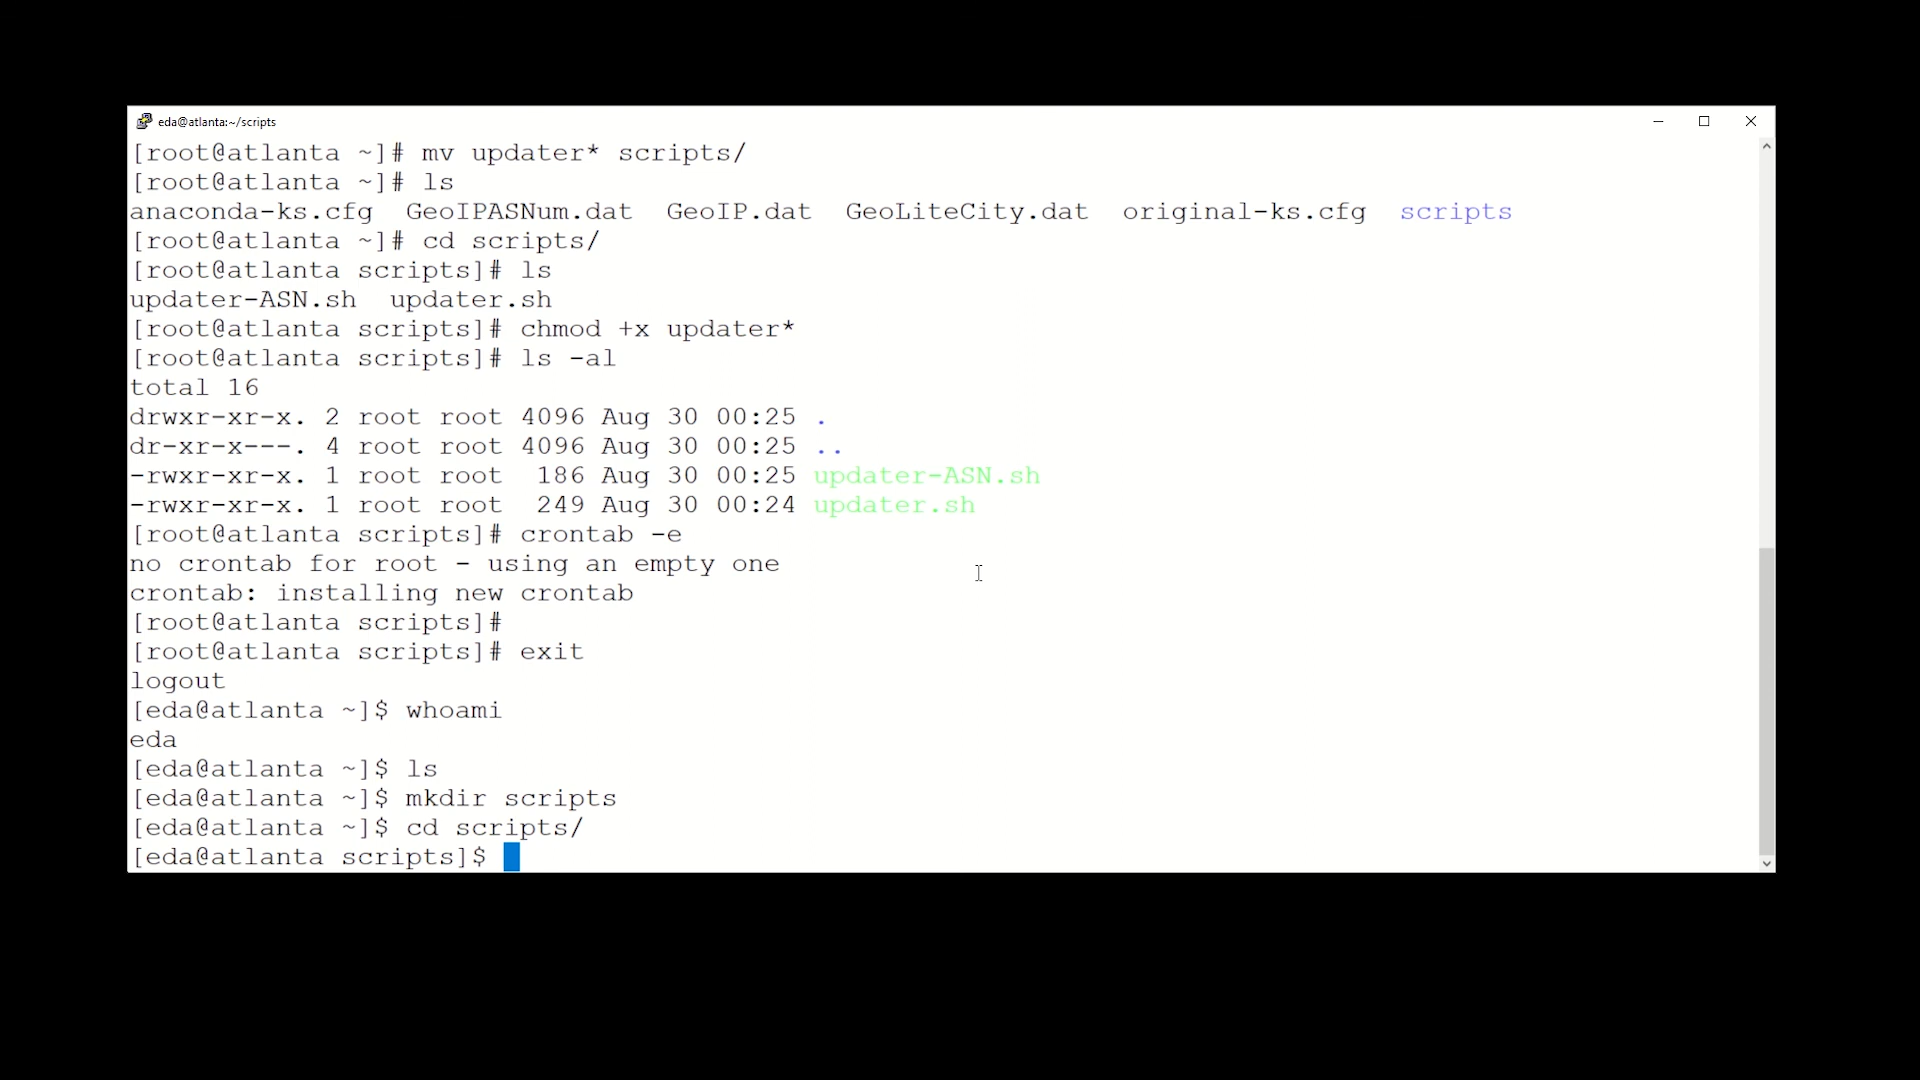 eda@atlanta:~/scripts
[root@atlanta ~]# mv updater* scripts/
[root@atlanta ~]# ls
anaconda-ks.cfg  GeoIPASNum.dat  GeoIP.dat  GeoLiteCity.dat  original-ks.cfg  scripts
[root@atlanta ~]# cd scripts/
[root@atlanta scripts]# ls
updater-ASN.sh  updater.sh
[root@atlanta scripts]# chmod +x updater*
[root@atlanta scripts]# ls -al
total 16
drwxr-xr-x. 2 root root 4096 Aug 30 00:25 .
dr-xr-x---. 4 root root 4096 Aug 30 00:25 ..
-rwxr-xr-x. 1 root root  186 Aug 30 00:25 updater-ASN.sh
-rwxr-xr-x. 1 root root  249 Aug 30 00:24 updater.sh
[root@atlanta scripts]# crontab -e
no crontab for root - using an empty one
crontab: installing new crontab
[root@atlanta scripts]#
[root@atlanta scripts]# exit
logout
[eda@atlanta ~]$ whoami
eda
[eda@atlanta ~]$ ls
[eda@atlanta ~]$ mkdir scripts
[eda@atlanta ~]$ cd scripts/
[eda@atlanta scripts]$